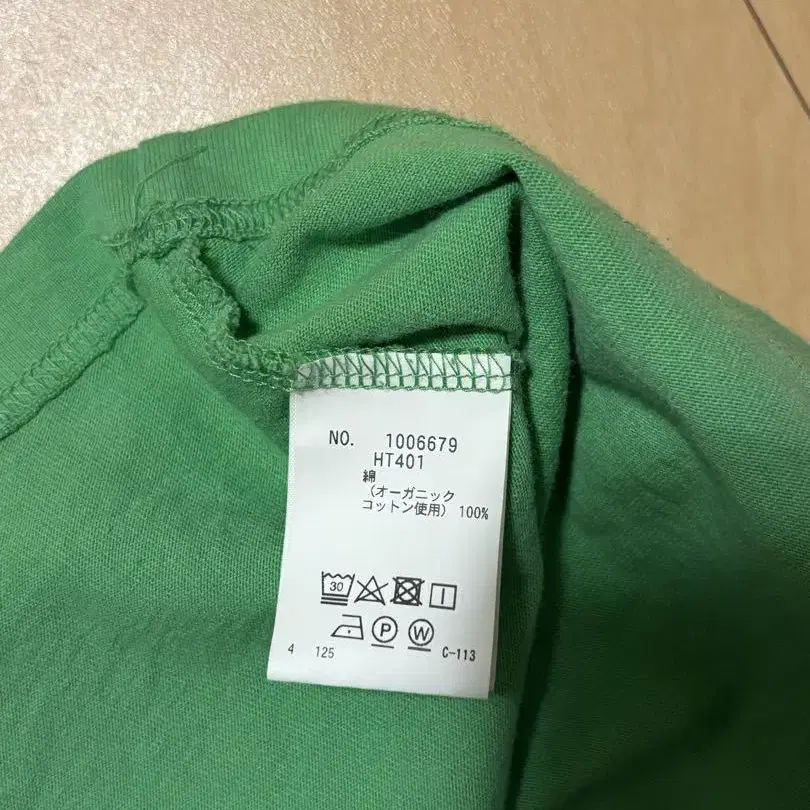 NO. 1006679
HT401
綿
(オーガニック
コットン使用) 100%
30
P W
4 125 C-113